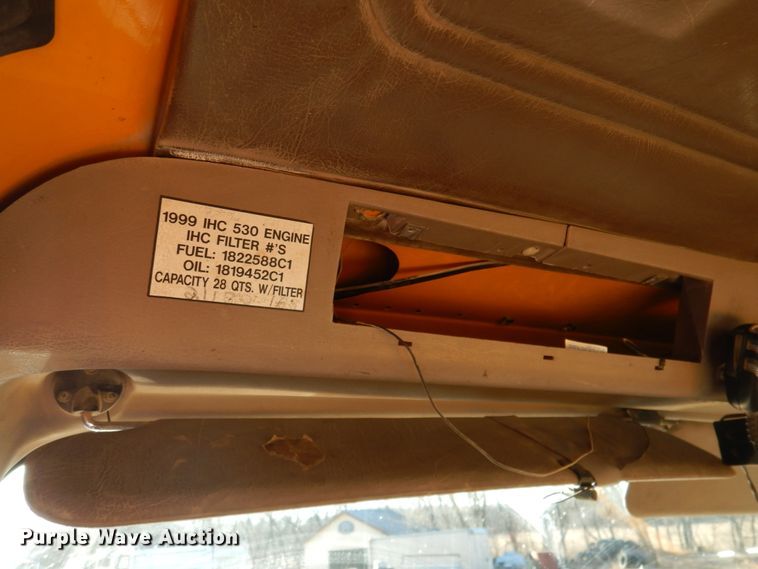 1999 IHC 530 ENGINE
IHC FILTER #'S
FUEL: 1822588C1
OIL: 1819452C1
CAPACITY 28 QTS. W/FILTER
Purple Wave Auction